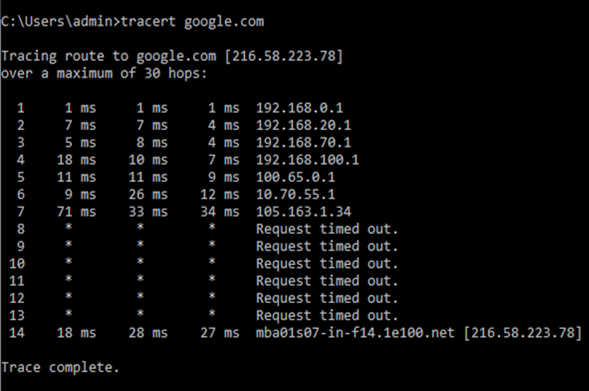 C:\Users\admin>tracert google.com
Tracing route to google.com [216.58.223.78]
over a maximum of 30 hops:
1 1 ms 1 ms 1 ms 192.168.0.1
2 7 ms 7 ms 4 ms 192.168.20.1
3 5 ms 8 ms 4 ms 192.168.70.1
4 18 ms 10 ms 7 ms 192.168.100.1
5 11 ms 11 ms 9 ms 100.65.0.1
6 9 ms 26 ms 12 ms 10.70.55.1
7 71 ms 33 ms 34 ms 105.163.1.34
8 * * * Request timed out.
9 * * * Request timed out.
10 * * * Request timed out.
11 * * * Request timed out.
12 * * * Request timed out.
13 * * * Request timed out.
14 18 ms 28 ms 27 ms mba01s07-in-f14.1e100.net [216.58.223.78]
Trace complete.